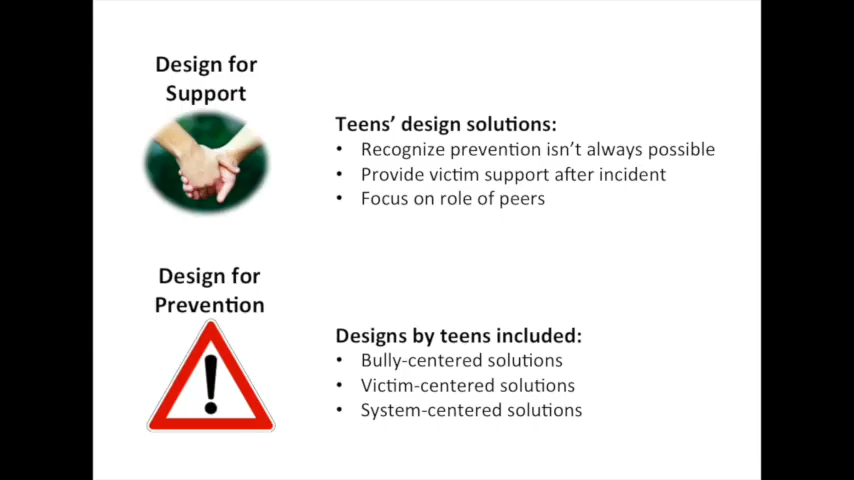 Design for
Support
Teens’ design solutions:
• Recognize prevention isn’t always possible
• Provide victim support after incident
• Focus on role of peers
Design for
Prevention
Designs by teens included:
• Bully-centered solutions
• Victim-centered solutions
• System-centered solutions